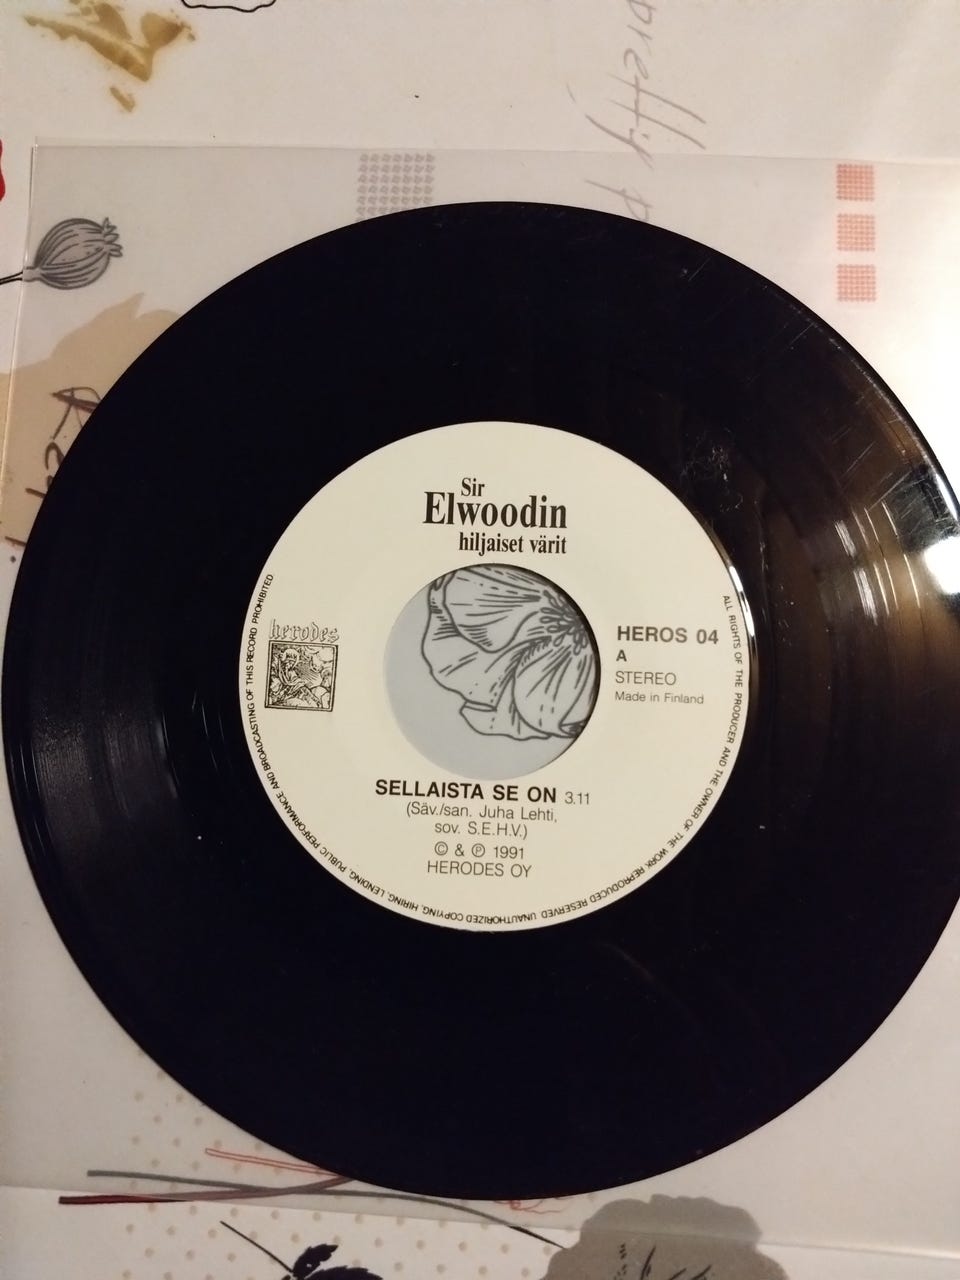 pretty p
Sir
Elwoodin
hiljaiset värit
herodes
HEROS 04
A
STEREO
Made in Finland
SELLAISTA SE ON 3.11
(Säv./san. Juha Lehti,
sov. S.E.H.V.)
© & ℗ 1991
HERODES OY
ALL RIGHTS OF THE PRODUCER AND THE OWNER OF THE WORK REPRODUCED RESERVED UNAUTHORIZED COPYING, HIRING, LENDING, PUBLIC PERFORMANCE AND BROADCASTING OF THIS RECORD PROHIBITED